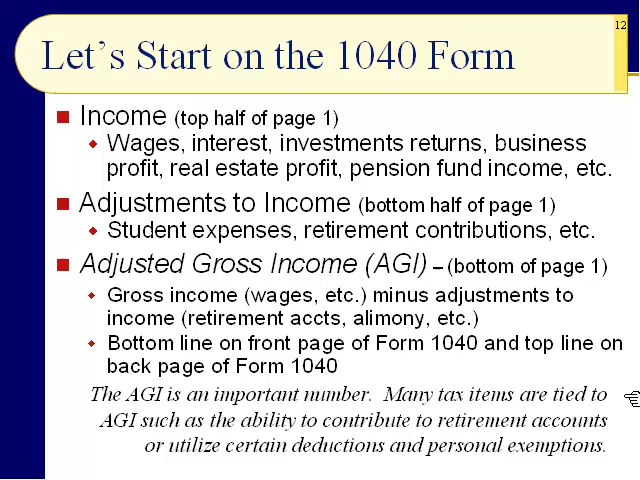 12
Let's Start on the 1040 Form
Income (top half of page 1)
Wages, interest, investments returns, business
profit, real estate profit, pension fund income, etc.
Adjustments to Income (bottom half of page 1)
Student expenses, retirement contributions, etc.
Adjusted Gross Income (AGI) – (bottom of page 1)
Gross income (wages, etc.) minus adjustments to
income (retirement accts, alimony, etc.)
Bottom line on front page of Form 1040 and top line on
back page of Form 1040
The AGI is an important number. Many tax items are tied to
AGI such as the ability to contribute to retirement accounts
or utilize certain deductions and personal exemptions.